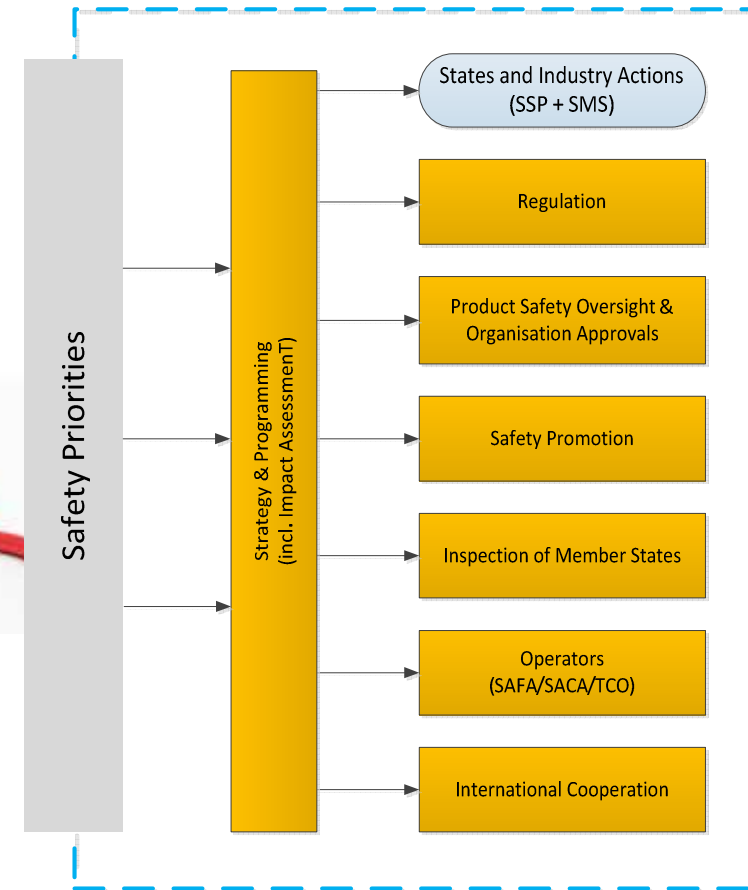 Safety Priorities
Strategy & Programming
(incl. Impact AssessmenT)
States and Industry Actions
(SSP + SMS)
Regulation
Product Safety Oversight &
Organisation Approvals
Safety Promotion
Inspection of Member States
Operators
(SAFA/SACA/TCO)
International Cooperation